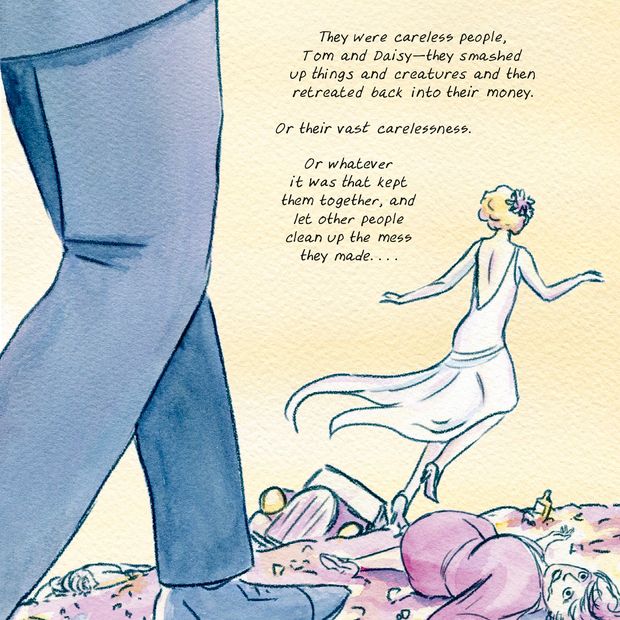 They were careless people,
Tom and Daisy—they smashed
up things and creatures and then
retreated back into their money.
Or their vast carelessness.
Or whatever
it was that kept
them together, and
let other people
clean up the mess
they made. . . .